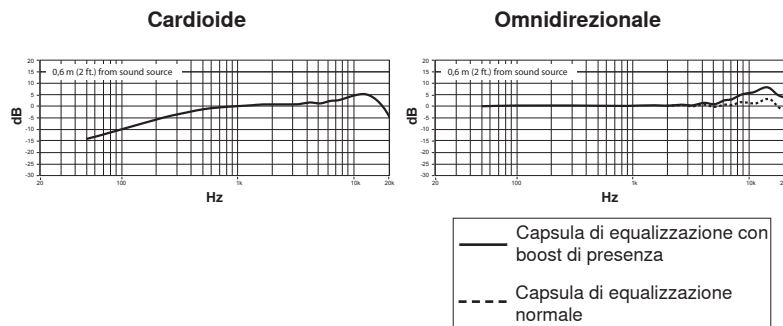 Cardioide
Omnidirezionale
20
15
10
5
0
-5
-10
-15
-20
-25
-30
dB
0,6 m (2 ft.) from sound source
20
100
1k
10k
20k
Hz
20
15
10
5
0
-5
-10
-15
-20
-25
-30
dB
0,6 m (2 ft.) from sound source
20
100
1k
10k
Hz
Capsula di equalizzazione con
boost di presenza
Capsula di equalizzazione
normale